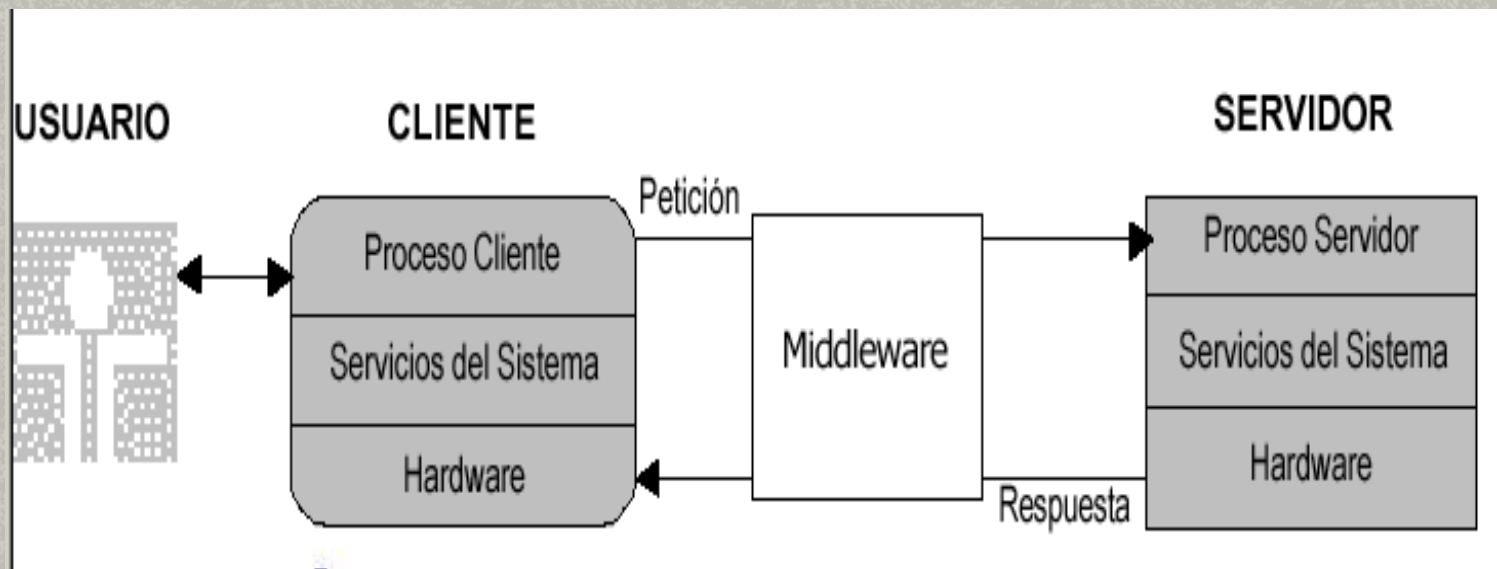 USUARIO
CLIENTE
SERVIDOR
Petición
Proceso Cliente
Servicios del Sistema
Hardware
Middleware
Proceso Servidor
Servicios del Sistema
Hardware
Respuesta